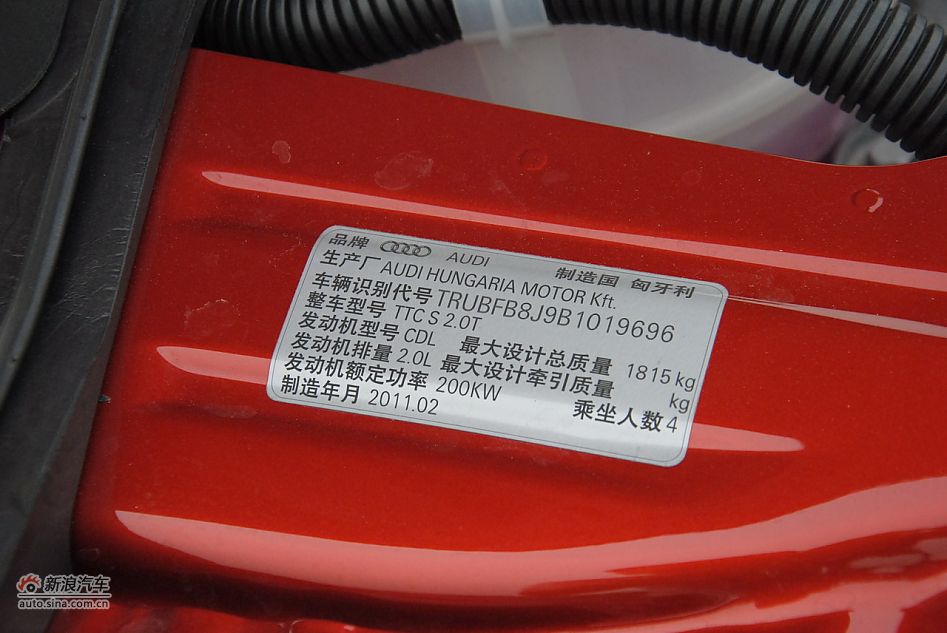 品牌 AUDI 制造国 匈牙利
生产厂 AUDI HUNGARIA MOTOR Kft.
车辆识别代号 TRUBFB8J9B1019696
整车型号 TTC S 2.0T
发动机型号 CDL 最大设计总质量 1815 kg
发动机排量 2.0L 最大设计牵引质量 kg
发动机额定功率 200KW 乘坐人数 4
制造年月 2011.02
新浪汽车
auto.sina.com.cn